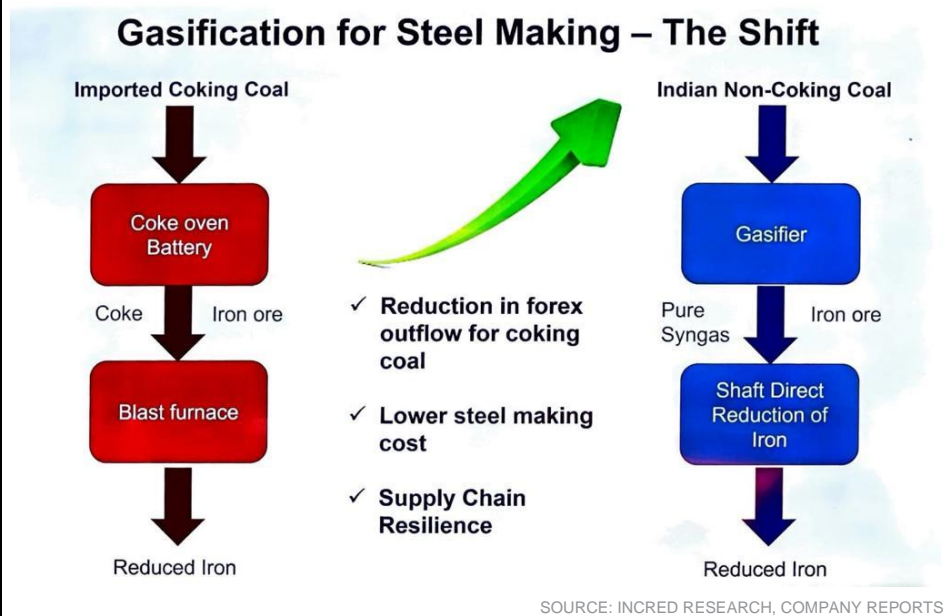 Gasification for Steel Making – The Shift
Imported Coking Coal
Coke oven
Battery
Coke
Iron ore
Blast furnace
Reduced Iron
✓ Reduction in forex
outflow for coking
coal
✓ Lower steel making
cost
✓ Supply Chain
Resilience
Indian Non-Coking Coal
Gasifier
Pure
Syngas
Iron ore
Shaft Direct
Reduction of
Iron
Reduced Iron
SOURCE: INCRED RESEARCH, COMPANY REPORTS